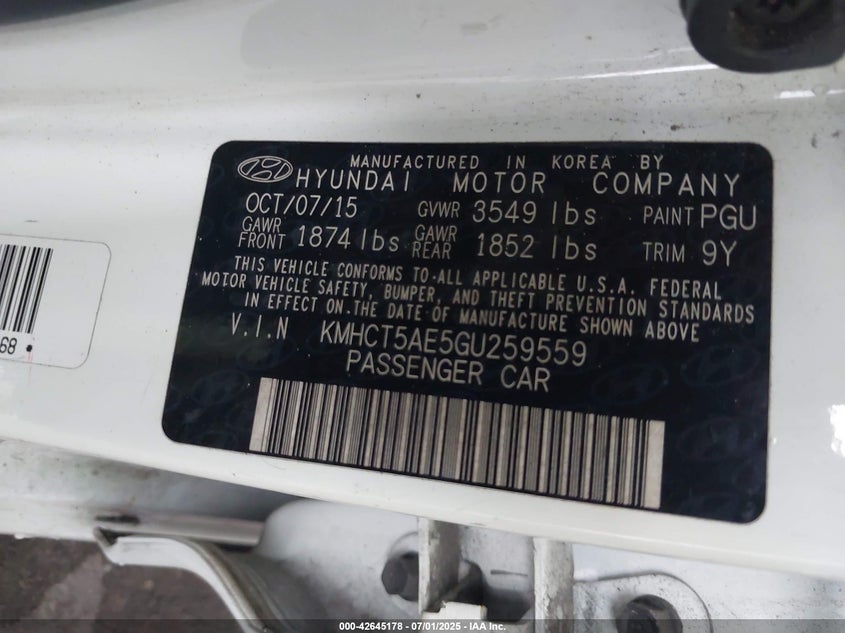 MANUFACTURED IN KOREA BY
HYUNDAI MOTOR COMPANY
OCT/07/15 GVWR 3549 lbs PAINT PGU
GAWR FRONT 1874 lbs GAWR REAR 1852 lbs TRIM 9Y
THIS VEHICLE CONFORMS TO ALL APPLICABLE U.S.A. FEDERAL
MOTOR VEHICLE SAFETY, BUMPER, AND THEFT PREVENTION STANDARDS
IN EFFECT ON THE DATE OF MANUFACTURE SHOWN ABOVE
V.I.N KMHCT5AE5GU259559
PASSENGER CAR
68
000-42645178 - 07/01/2025 - IAA Inc.